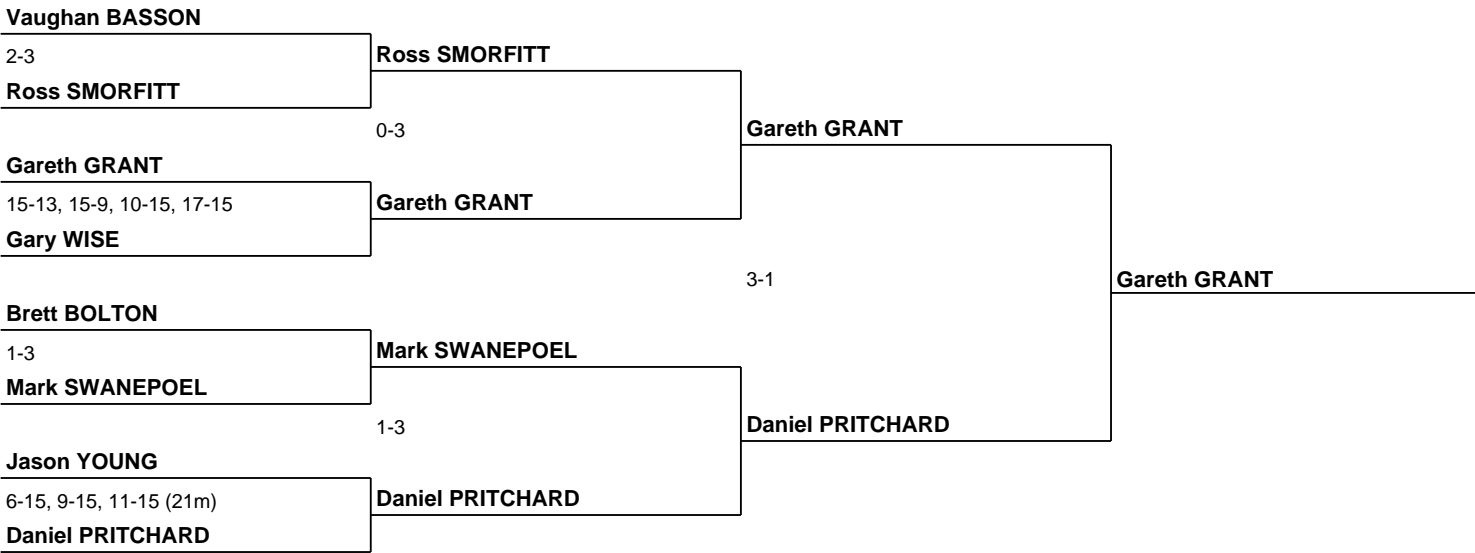 Vaughan BASSON
2-3
Ross SMORFITT
Ross SMORFITT
0-3
Gareth GRANT
Gareth GRANT
15-13, 15-9, 10-15, 17-15
Gareth GRANT
Gary WISE
3-1
Gareth GRANT
Brett BOLTON
1-3
Mark SWANEPOEL
Mark SWANEPOEL
1-3
Daniel PRITCHARD
Jason YOUNG
6-15, 9-15, 11-15 (21m)
Daniel PRITCHARD
Daniel PRITCHARD